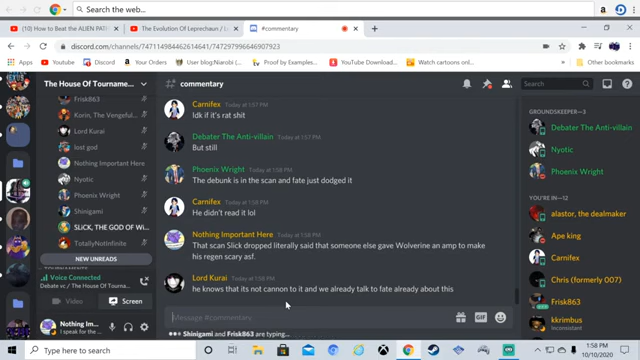 Search the web...
(10) How to Beat the ALIEN PATH
The Evolution Of Leprechaun / L
#commentary
discord.com/channels/747114984462614641/747297996646907923
Apps
YouTube
Watch cartoons onl...
User blog:Narobi (
Proof by Examples...
Watch cartoons onl...
Other bookmarks
The House Of Tourname...
# commentary
Search
Frisk863
Korin, The Vengeful...
Lord Kurai
lost god
Nothing Important Here
Nyotic
Phoenix Wright
Shinigami
SLICK, THE GOD OF WI
TotallyNotInfinite
NEW UNREADS
Voice Connected
Debate vc / The House Of Tourna...
Video
Screen
Nothing Im...
I speak for the ...
Carnifex Today at 1:57 PM
Idk if it's rat shit
Debater The Anti-villain Today at 1:57 PM
But still
Phoenix Wright Today at 1:58 PM
The debunk is in the scan and fate just dodged it
Carnifex Today at 1:58 PM
He didn't read it lol
Nothing Important Here Today at 1:58 PM
That scan Slick dropped literally said that someone else gave Wolverine an amp to make
his regen scary asf.
Lord Kurai Today at 1:58 PM
he knows that its not cannon to it and we already talk to fate already about this
Message #commentary
GIF
Shinigami and Frisk863 are typing...
GROUNDSKEEPER—3
Debater The Anti-villain
Nyotic
Phoenix Wright
YOU'RE IN—12
alastor, the dealmaker
Ape king
Carnifex
Chris (formerly 007)
Frisk863
kkrimbus
Inconsistent
Type here to search
1:58 PM
10/10/2020